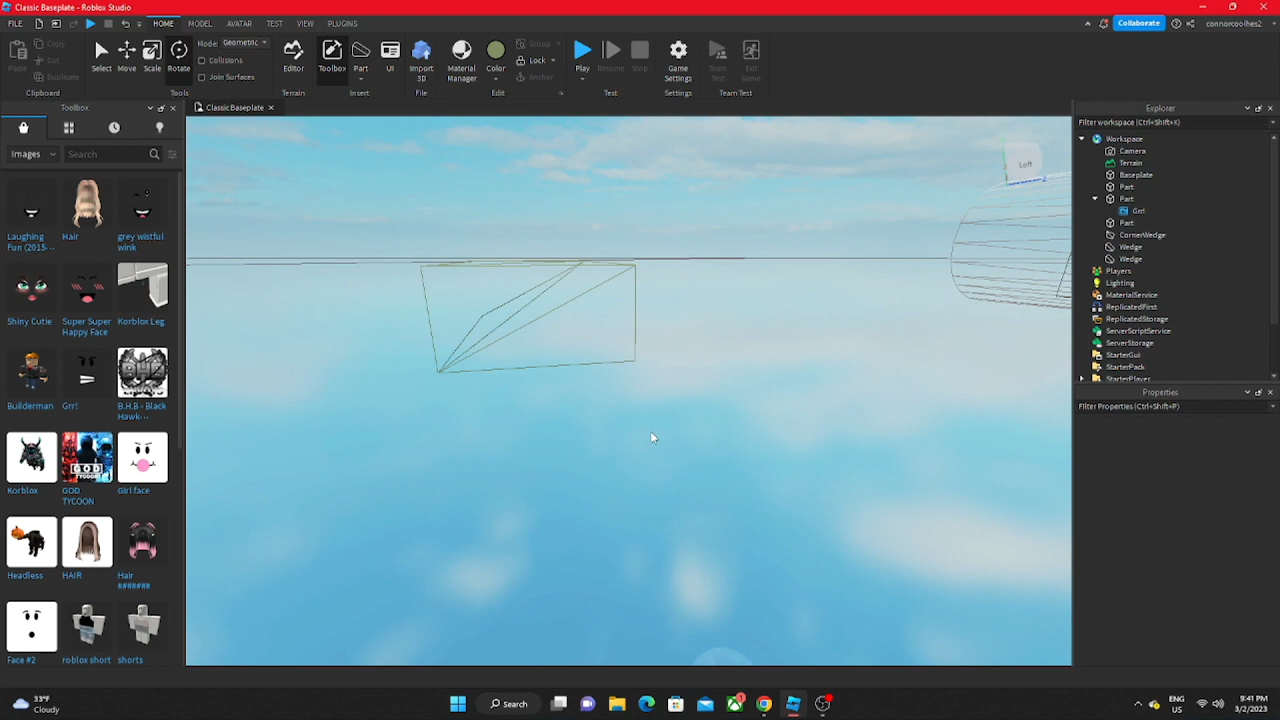 Classic Baseplate - Roblox Studio
FILE HOME MODEL AVATAR TEST VIEW PLUGINS Collaborate connorcoolhes2
Paste Copy Cut Duplicate Clipboard
Select Move Scale Rotate Mode: Geometric Collisions Join Surfaces Tools
Editor Terrain
Toolbox Part UI Insert
Import 3D File
Material Manager Color Group Lock Anchor Edit
Play Resume Stop Test
Game Settings Settings
Team Test Exit Game Team Test
Toolbox
Classic Baseplate
Images Search
Laughing Fun (2015-... Hair grey wistful wink
Shiny Cutie Super Super Happy Face Korblox Leg
Builderman Grr! B.H.B - Black Hawk-...
Korblox GOD TYCOON Girl face
Headless HAIR Hair #######
Face #2 roblox short shorts
Left
Explorer
Filter workspace (Ctrl+Shift+X)
Workspace
Camera
Terrain
Baseplate
Part
Part
Grr!
Part
CornerWedge
Wedge
Wedge
Players
Lighting
MaterialService
ReplicatedFirst
ReplicatedStorage
ServerScriptService
ServerStorage
StarterGui
StarterPack
StarterPlayer
Properties
Filter Properties (Ctrl+Shift+P)
33°F
Cloudy
Search
ENG
US
9:41 PM
3/2/2023